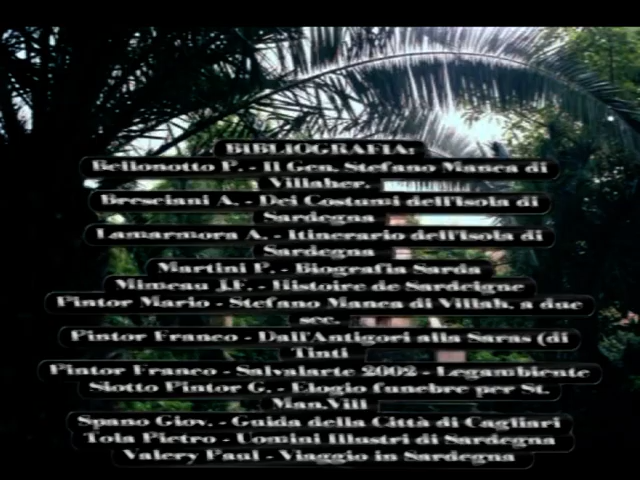 BIBLIOGRAFIA:
Bellonotto P. - Il Gen. Stefano Manca di
Villaher.
Bresciani A. - Dei Costumi dell'isola di
Sardegna
Lamarmora A. - Itinerario dell'isola di
Sardegna
Martini P. - Biografia Sarda
Mimeau J.F. - Histoire de Sardeigne
Pintor Mario - Stefano Manca di Villah. a due
sec.
Pintor Franco - Dall'Antigori alla Saras (di
Tinti
Pintor Franco - Salvalarte 2002 - Legambiente
Siotto Pintor G. - Elogio funebre per St.
Man.Vill
Spano Giov. - Guida della Città di Cagliari
Tola Pietro - Uomini Illustri di Sardegna
Valery Paul - Viaggio in Sardegna